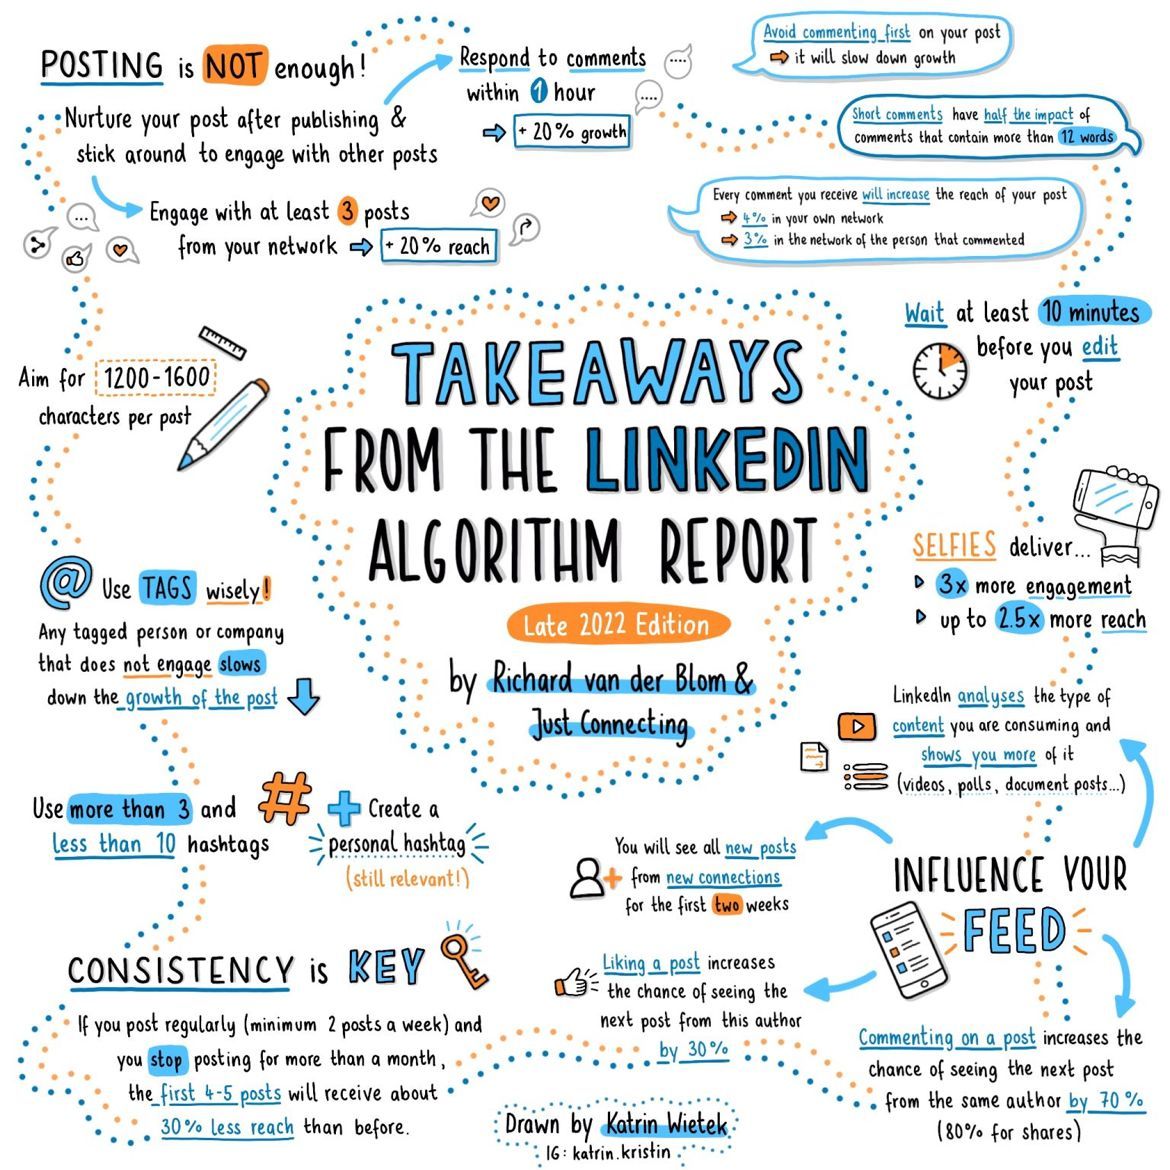 POSTING is NOT enough!
Nurture your post after publishing &
stick around to engage with other posts
Respond to comments
within 1 hour
+ 20% growth
Engage with at least 3 posts
from your network
+ 20% reach
Avoid commenting first on your post
it will slow down growth
Short comments have half the impact of
comments that contain more than 12 words
Every comment you receive will increase the reach of your post
4% in your own network
3% in the network of the person that commented
Wait at least 10 minutes
before you edit
your post
Aim for 1200-1600
characters per post
TAKEAWAYS
FROM THE LINKEDIN
ALGORITHM REPORT
Late 2022 Edition
by Richard van der Blom &
Just Connecting
SELFIES deliver...
3x more engagement
up to 2.5x more reach
@ Use TAGS wisely!
Any tagged person or company
that does not engage slows
down the growth of the post
LinkedIn analyses the type of
content you are consuming and
shows you more of it
(videos, polls, document posts...)
Use more than 3 and
less than 10 hashtags
#
+ Create a
personal hashtag
(still relevant!)
You will see all new posts
from new connections
for the first two weeks
INFLUENCE YOUR
FEED
CONSISTENCY is KEY
If you post regularly (minimum 2 posts a week) and
you stop posting for more than a month,
the first 4-5 posts will receive about
30% less reach than before.
Liking a post increases
the chance of seeing the
next post from this author
by 30%
Commenting on a post increases the
chance of seeing the next post
from the same author by 70%
(80% for shares)
Drawn by Katrin Wietek
IG: katrin.kristin